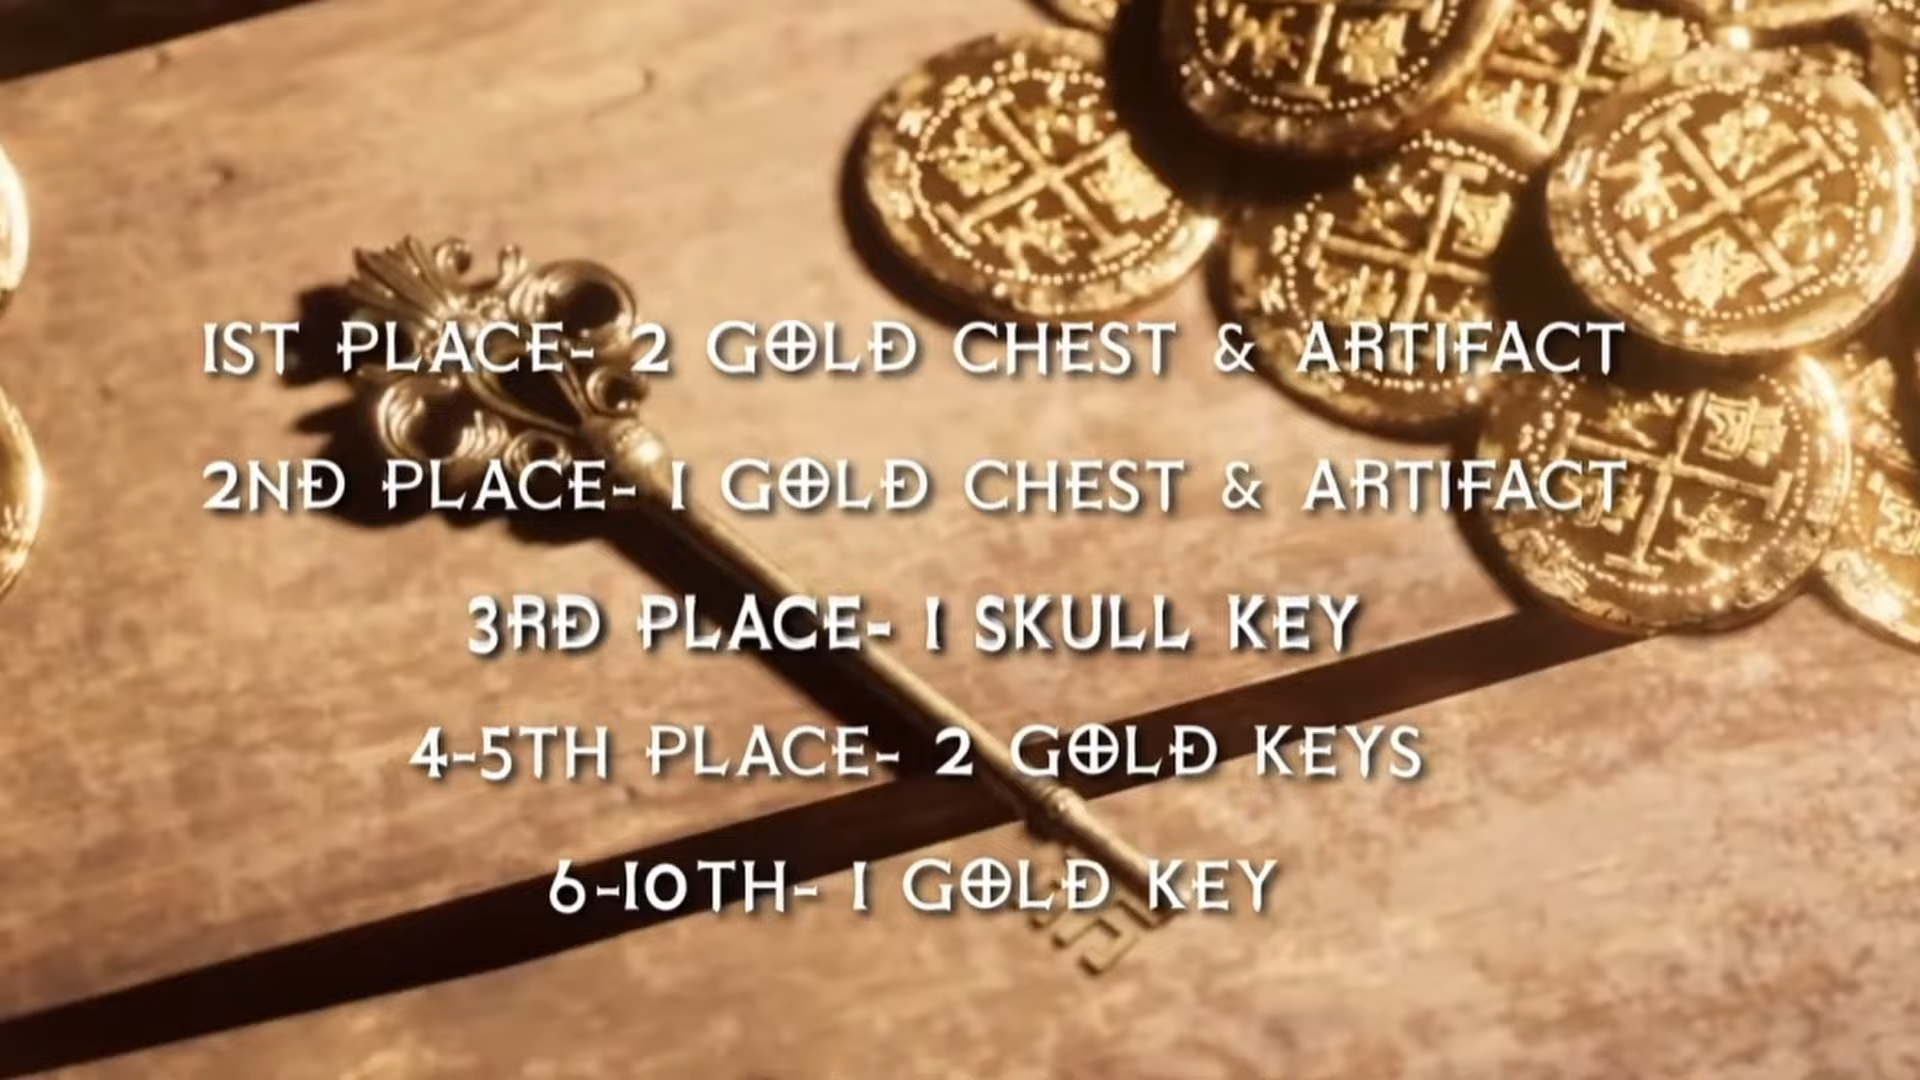 1ST PLACE- 2 GOLD CHEST & ARTIFACT
2ND PLACE- 1 GOLD CHEST & ARTIFACT
3RD PLACE- 1 SKULL KEY
4-5TH PLACE- 2 GOLD KEYS
6-10TH- 1 GOLD KEY